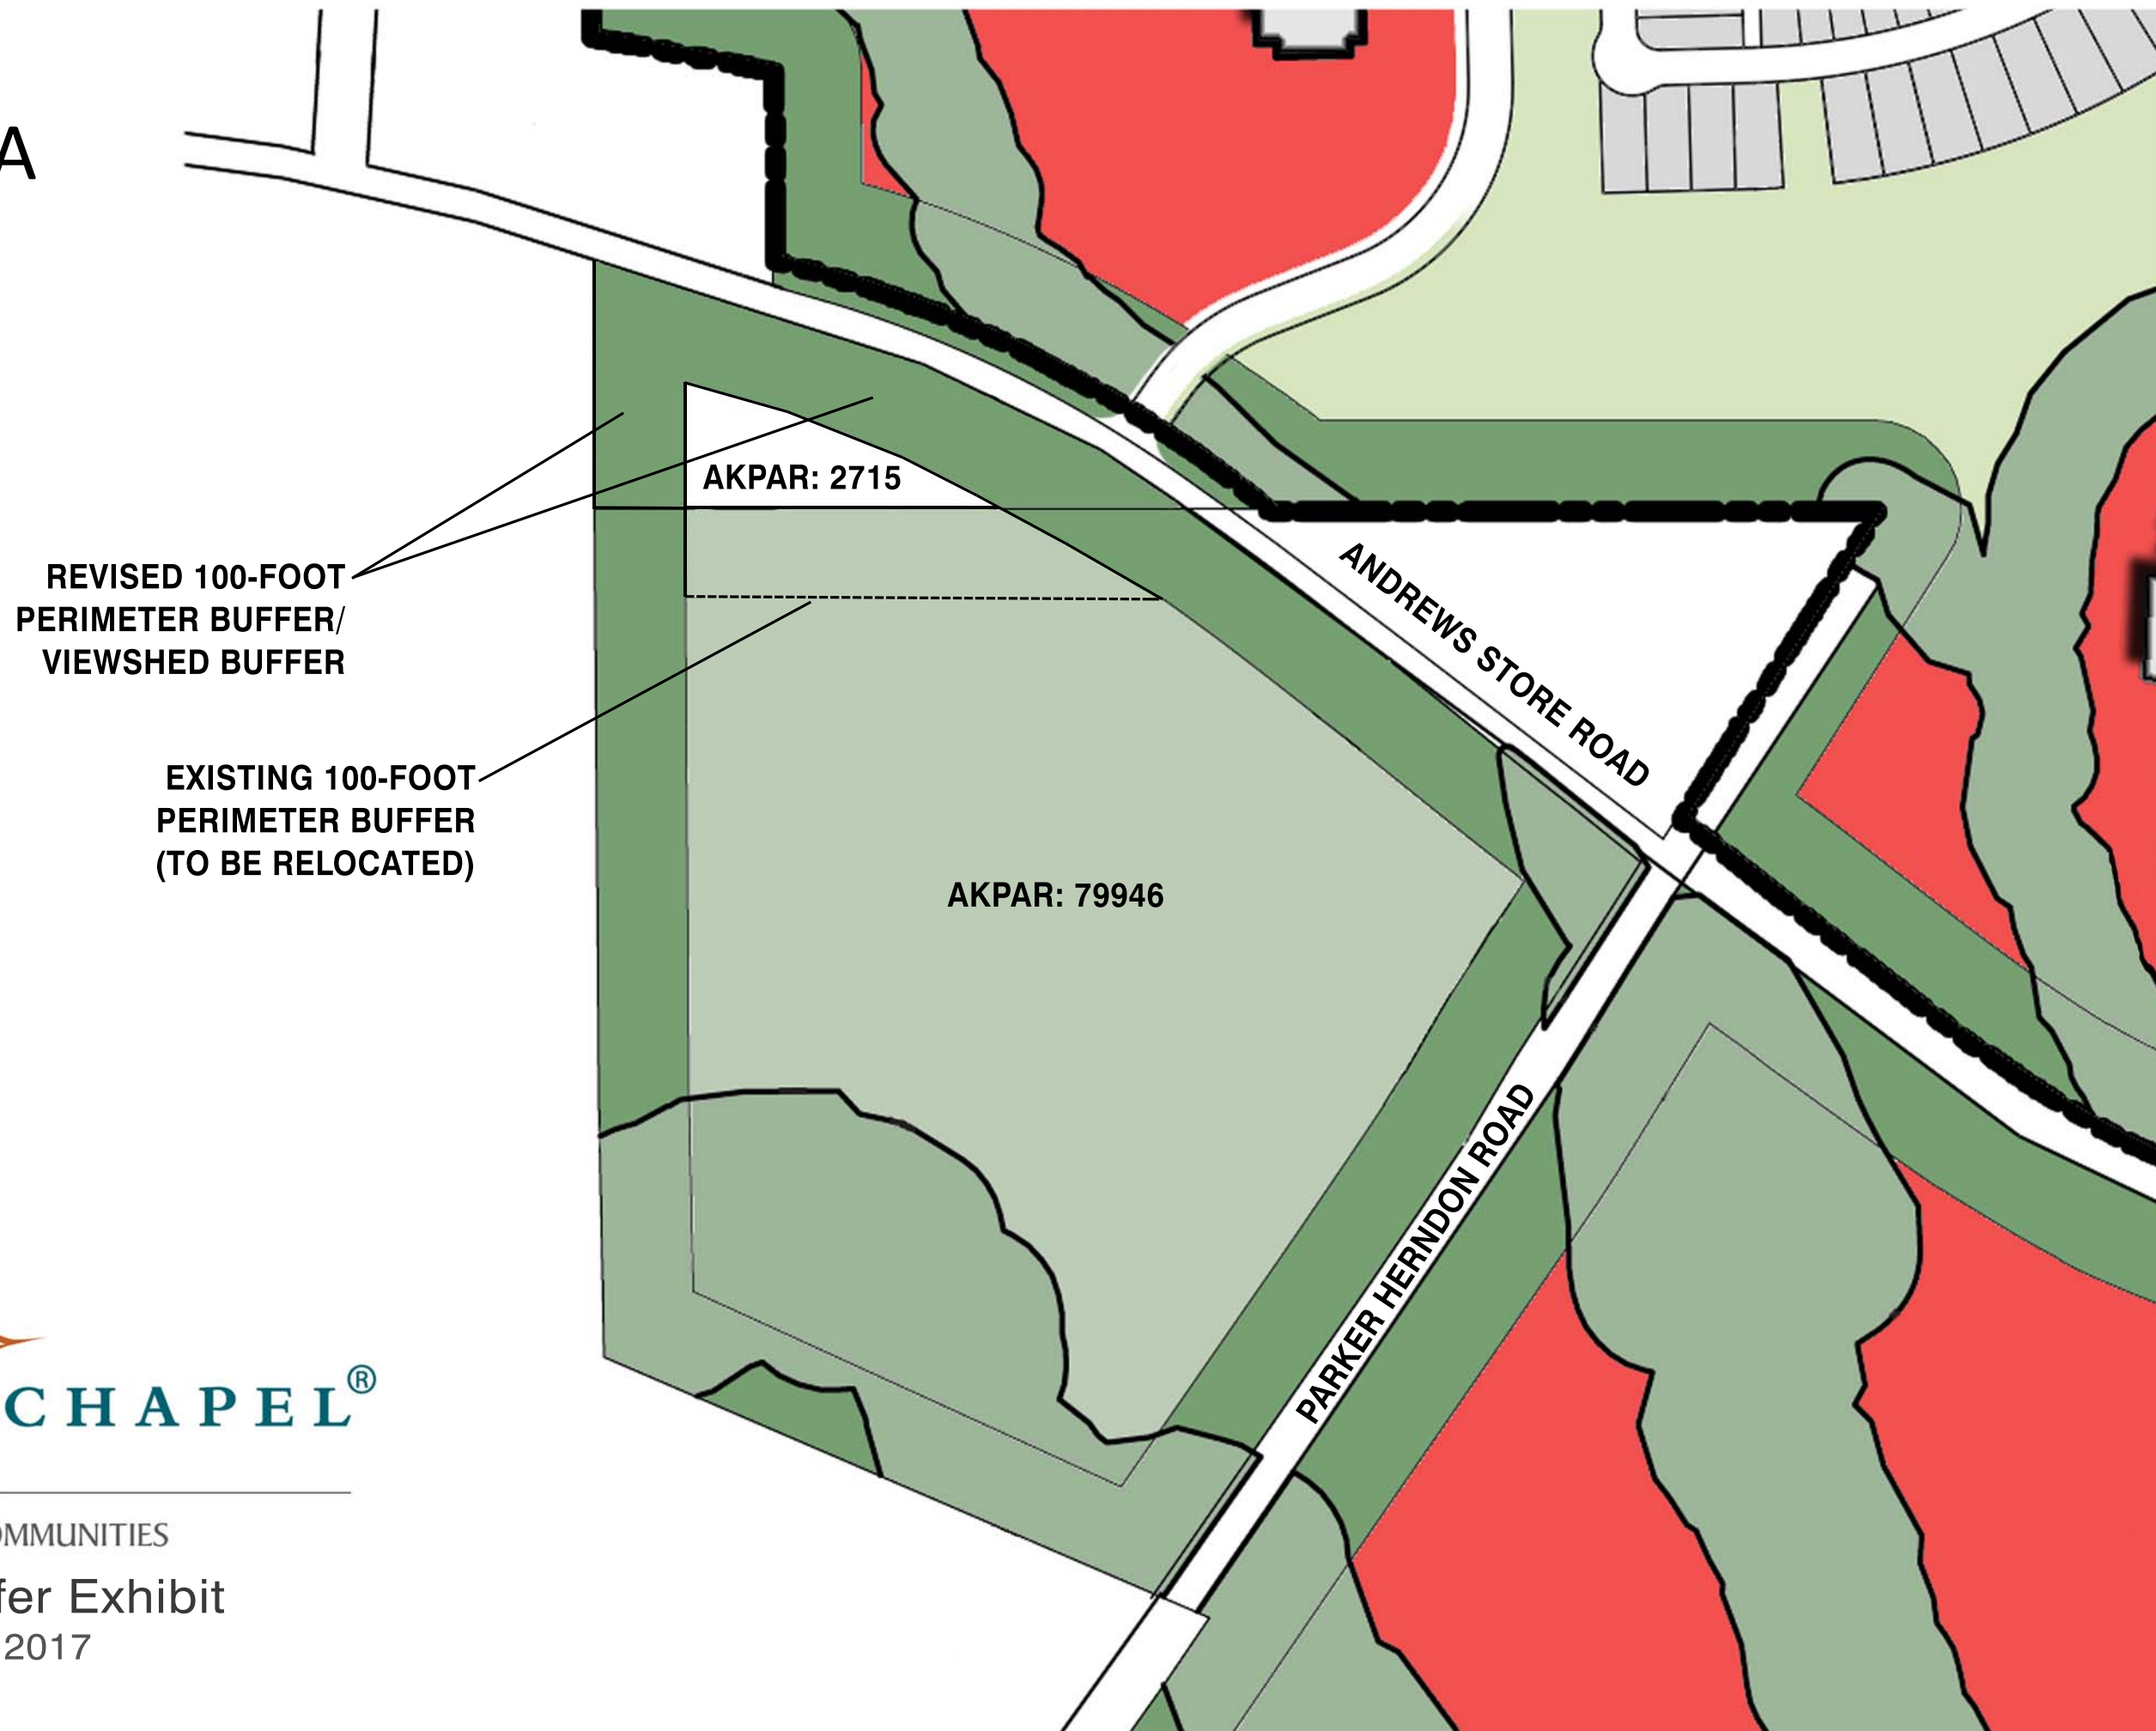 A
AKPAR: 2715
REVISED 100-FOOT
PERIMETER BUFFER/
VIEWSHED BUFFER
ANDREWS STORE ROAD
EXISTING 100-FOOT
PERIMETER BUFFER
(TO BE RELOCATED)
AKPAR: 79946
PARKER HERNDON ROAD
CHAPEL®
OMMUNITIES
fer Exhibit
2017